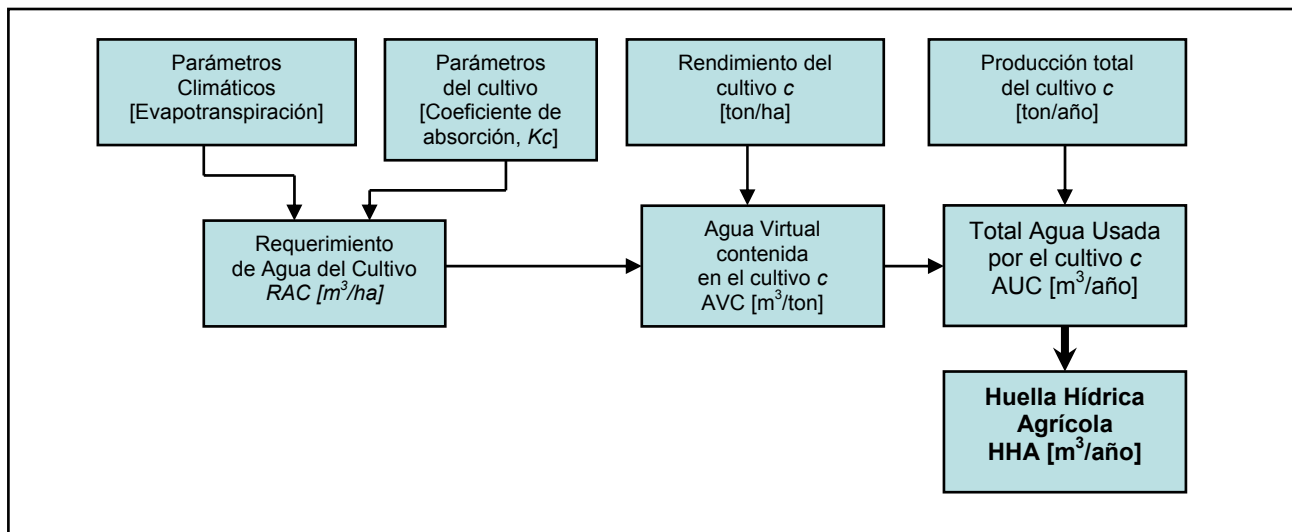 Parámetros
Climáticos
[Evapotranspiración]
Parámetros
del cultivo
[Coeficiente de
absorción, Kc]
Rendimiento del
cultivo c
[ton/ha]
Producción total
del cultivo c
[ton/año]
Requerimiento
de Agua del Cultivo
RAC [m³/ha]
Agua Virtual
contenida
en el cultivo c
AVC [m³/ton]
Total Agua Usada
por el cultivo c
AUC [m³/año]
Huella Hídrica
Agrícola
HHA [m³/año]